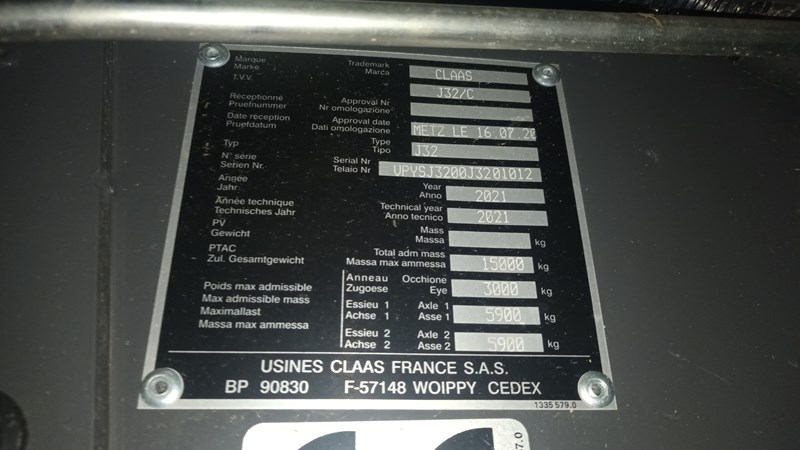 Marque Trademark
Marke Marca CLAAS
T.V.V. J32/C
Réceptionné Approval Nr
Pruefnummer Nr omologazione
Date réception Approval date
Pruefdatum Dati omologazione METZ LE 16.07.20
Typ Type
Tipo J32
N° série Serial Nr
Serien Nr. Telaio Nr VPYSJ3200J3201012
Année Year
Jahr Ahno 2021
Année technique Technical year
Technisches Jahr Anno tecnico 2021
PV Mass
Gewicht Massa kg
PTAC Total adm mass
Zul. Gesamtgewicht Massa max ammessa 15000 kg
Poids max admissible
Max admissible mass
Maximallast
Massa max ammessa
Anneau Occhione
Zugoese Eye 3000 kg
Essieu 1 Axle 1
Achse 1 Asse 1 5900 kg
Essieu 2 Axle 2
Achse 2 Asse 2 5900 kg
USINES CLAAS FRANCE S.A.S.
BP 90830 F-57148 WOIPPY CEDEX
1335 579.0
7.0